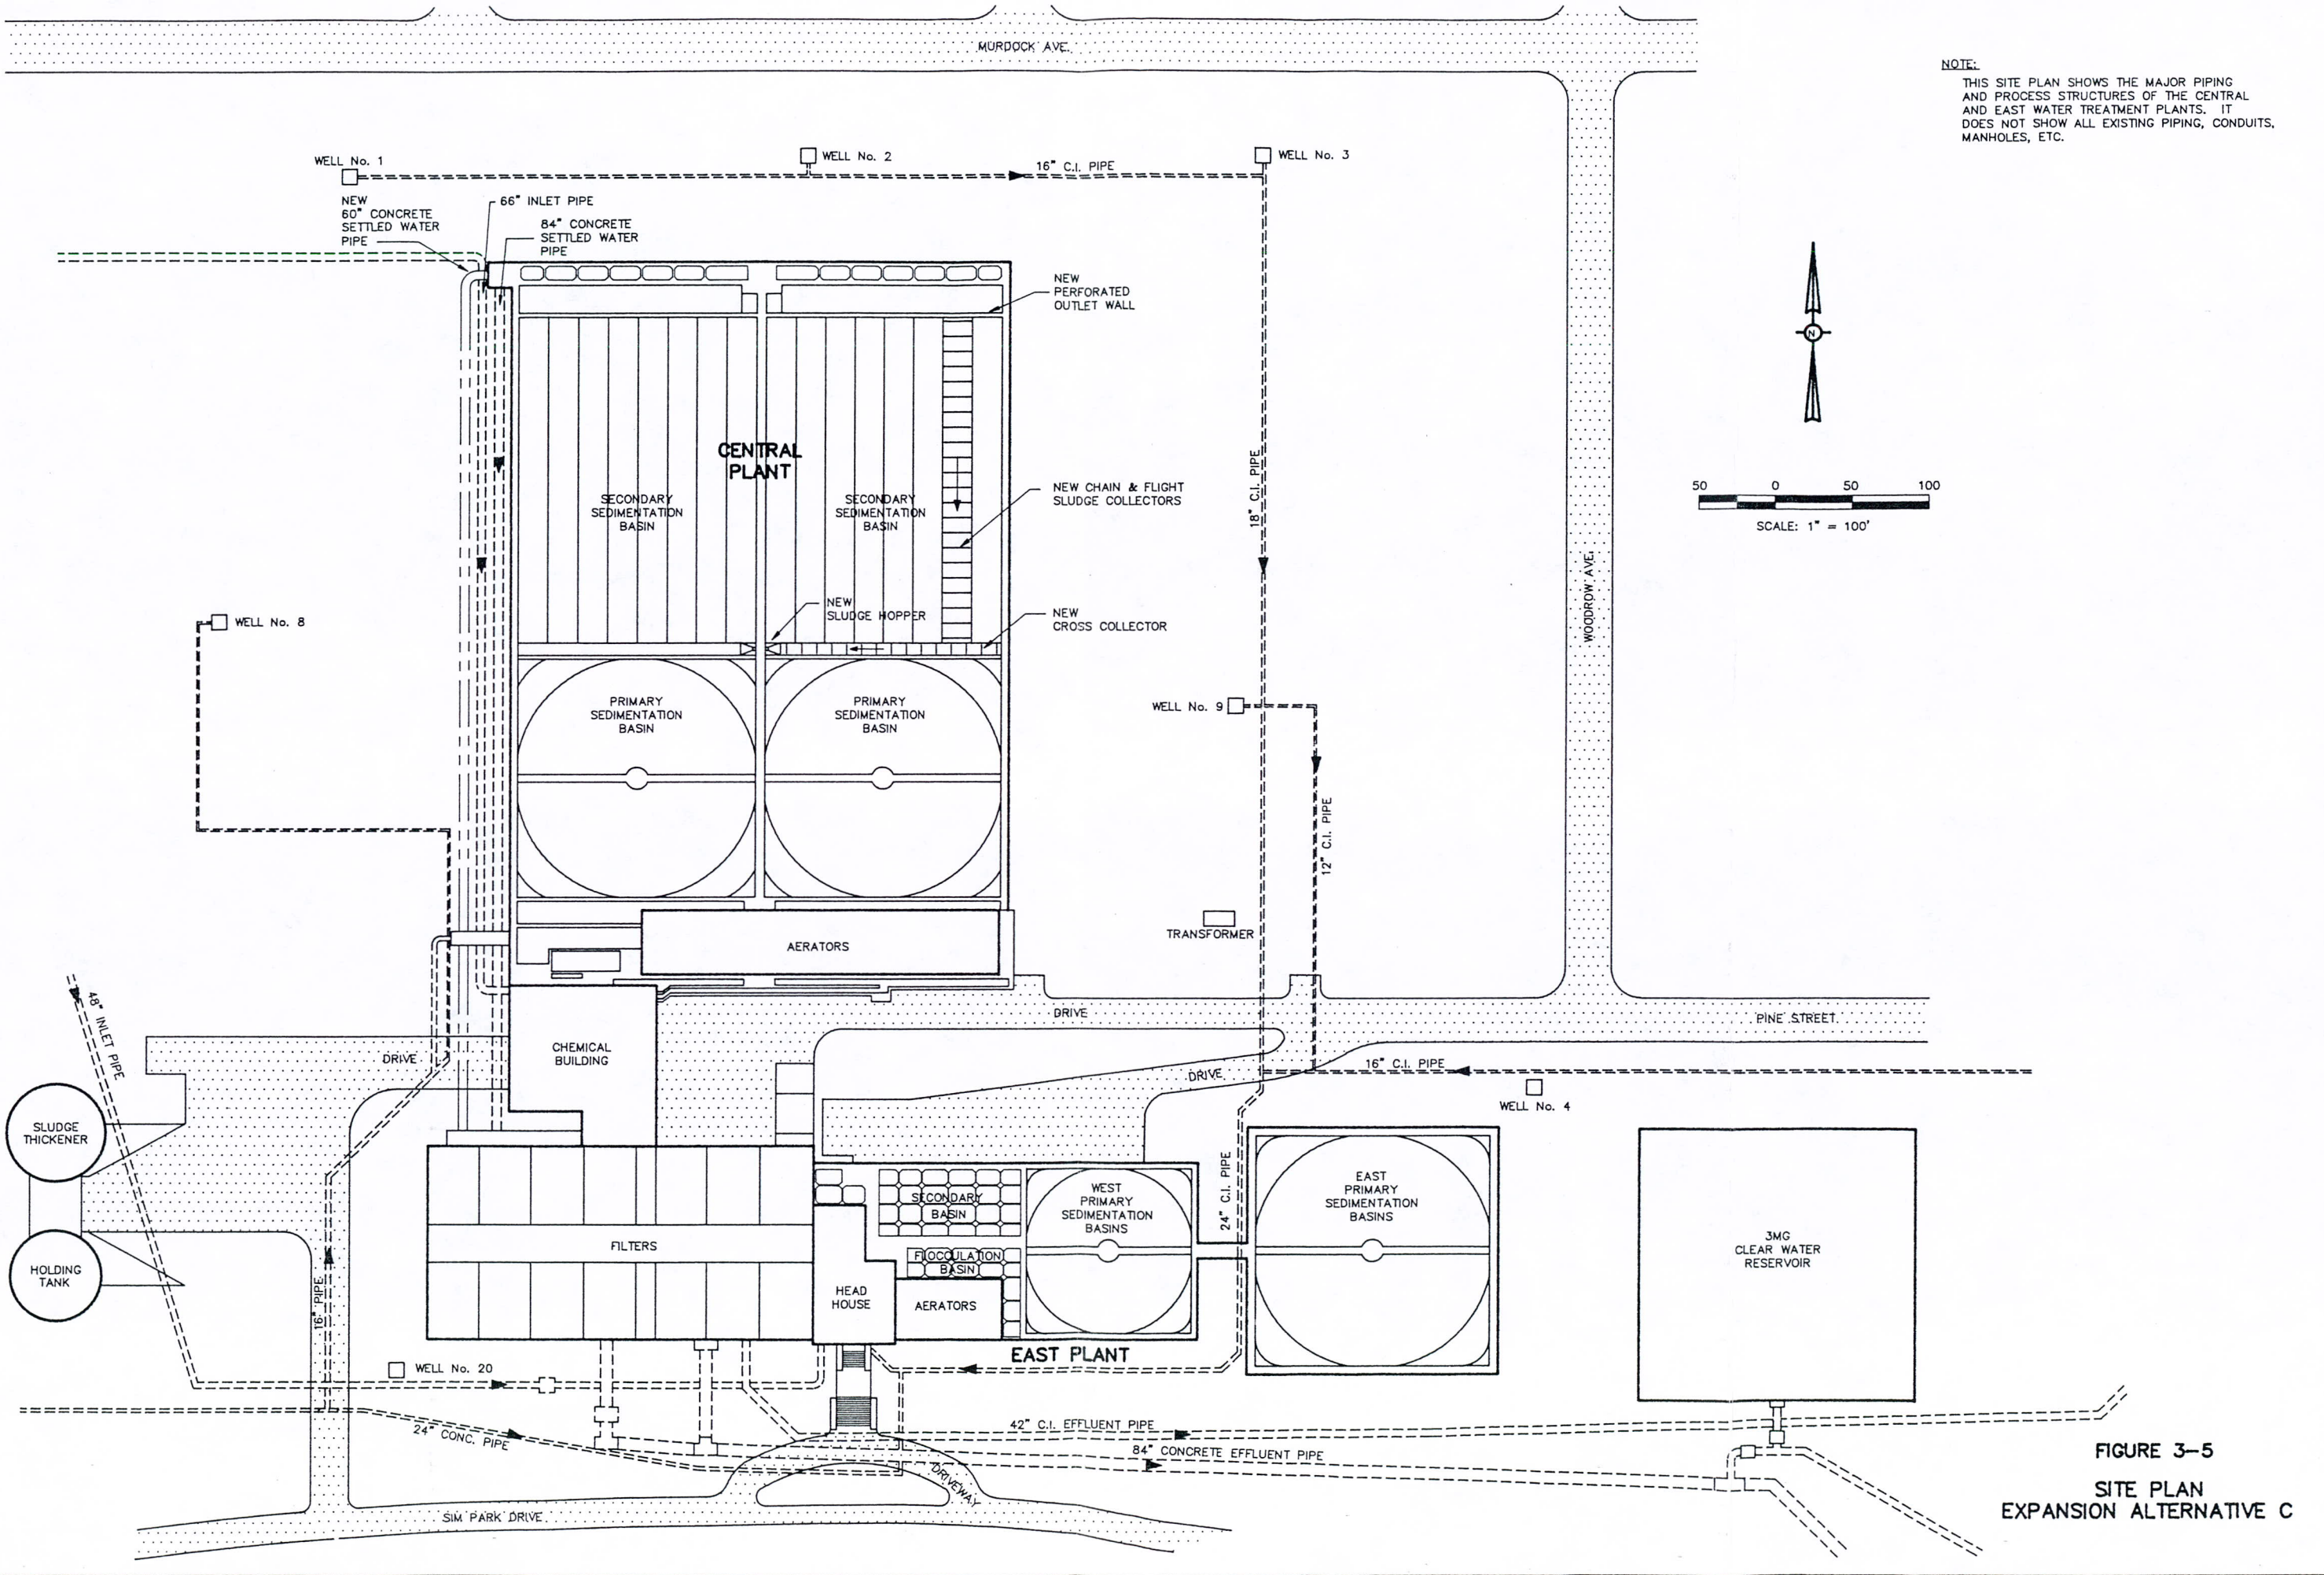 MURDOCK AVE.
NOTE:
THIS SITE PLAN SHOWS THE MAJOR PIPING
AND PROCESS STRUCTURES OF THE CENTRAL
AND EAST WATER TREATMENT PLANTS. IT
DOES NOT SHOW ALL EXISTING PIPING, CONDUITS,
MANHOLES, ETC.
WELL No. 1
WELL No. 2
16" C.I. PIPE
WELL No. 3
NEW
60" CONCRETE
SETTLED WATER
PIPE
66" INLET PIPE
84" CONCRETE
SETTLED WATER
PIPE
NEW
PERFORATED
OUTLET WALL
N
CENTRAL
PLANT
SECONDARY
SEDIMENTATION
BASIN
SECONDARY
SEDIMENTATION
BASIN
NEW CHAIN & FLIGHT
SLUDGE COLLECTORS
18" C.I. PIPE
50 0 50 100
SCALE: 1" = 100'
WOODROW AVE.
NEW
SLUDGE HOPPER
NEW
CROSS COLLECTOR
WELL No. 8
PRIMARY
SEDIMENTATION
BASIN
PRIMARY
SEDIMENTATION
BASIN
WELL No. 9
12" C.I. PIPE
TRANSFORMER
AERATORS
48" INLET PIPE
DRIVE
PINE STREET
CHEMICAL
BUILDING
DRIVE
DRIVE
16" C.I. PIPE
WELL No. 4
SLUDGE
THICKENER
HOLDING
TANK
16" PIPE
FILTERS
SECONDARY
BASIN
FLOCCULATION
BASIN
HEAD
HOUSE
AERATORS
WEST
PRIMARY
SEDIMENTATION
BASINS
24" C.I. PIPE
EAST
PRIMARY
SEDIMENTATION
BASINS
3MG
CLEAR WATER
RESERVOIR
EAST PLANT
WELL No. 20
24" CONC. PIPE
42" C.I. EFFLUENT PIPE
84" CONCRETE EFFLUENT PIPE
DRIVEWAY
SIM PARK DRIVE
FIGURE 3-5
SITE PLAN
EXPANSION ALTERNATIVE C